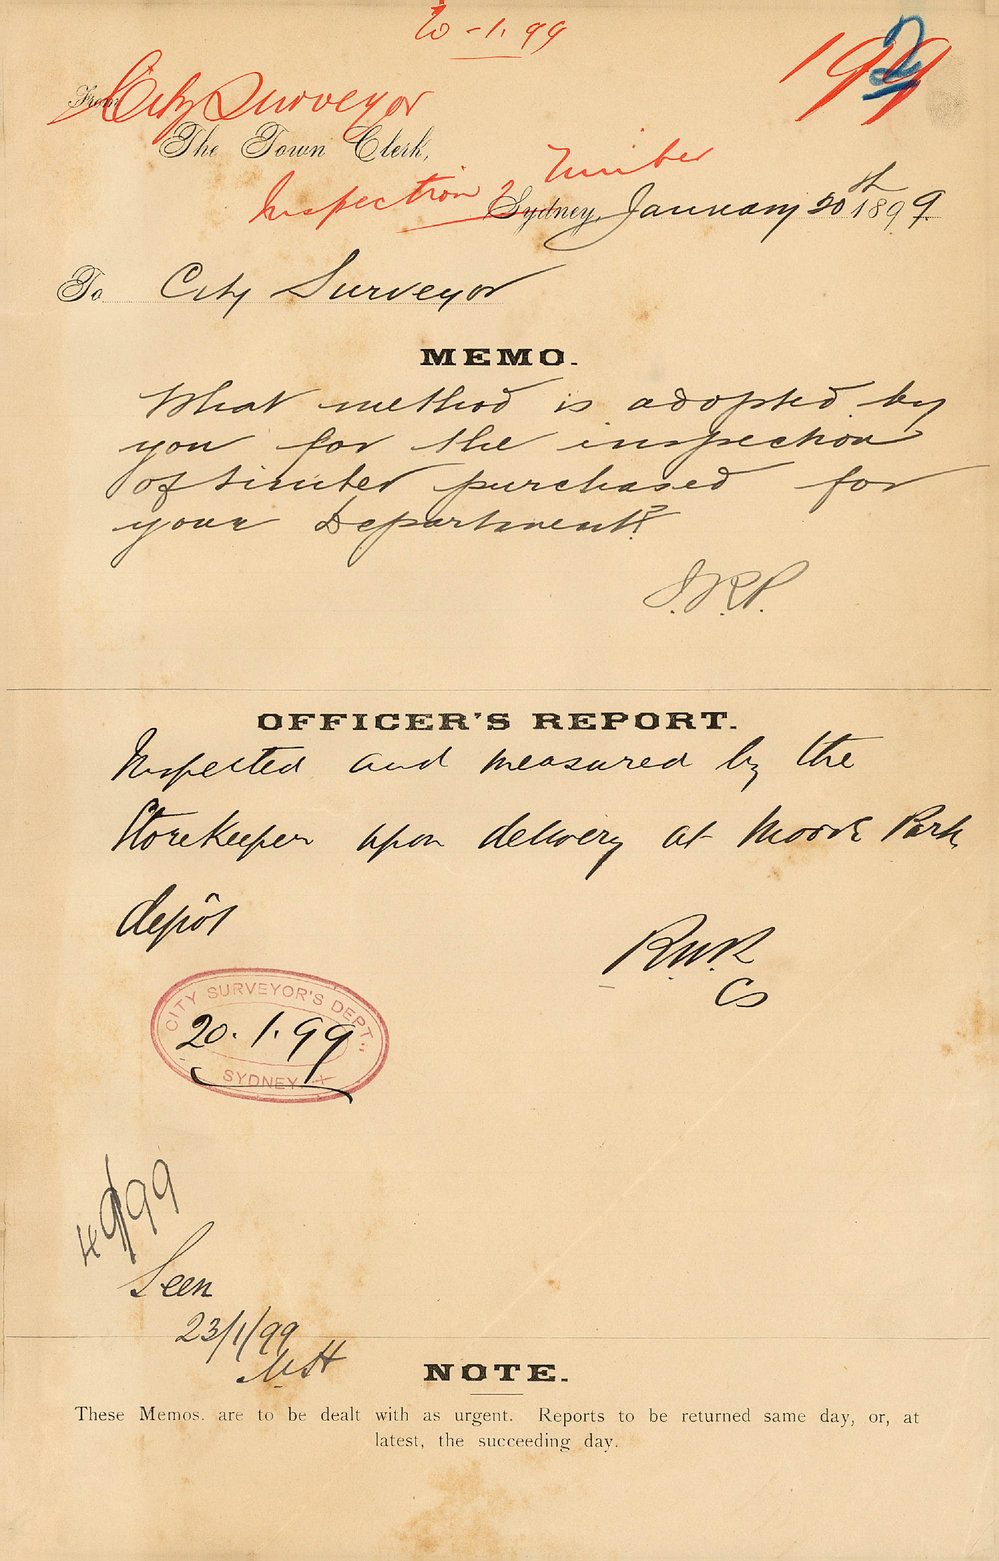 20-1.99
192
From
City Surveyor
The Town Clerk,
Inspection of Timber
Sydney, January 20th 1899.
To City Surveyor
MEMO.
What method is adopted by
you for the inspection
of timber purchased for
your Department?
OFFICER'S REPORT.
Inspected and measured by the
Storekeeper upon delivery at Moore Park
depôt
R.W.R.
CS
CITY SURVEYOR'S DEPT.,
20.1.99
SYDNEY
Seen
23/1/99
NOTE.
These Memos. are to be dealt with as urgent. Reports to be returned same day, or, at
latest, the succeeding day.